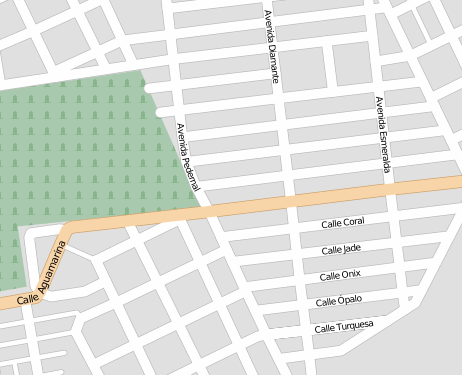 Avenida Diamante
Avenida Esmeralda
Avenida Pedernal
Calle Coral
Calle Jade
Calle Onix
Calle Opalo
Calle Turquesa
Calle Aguamarina